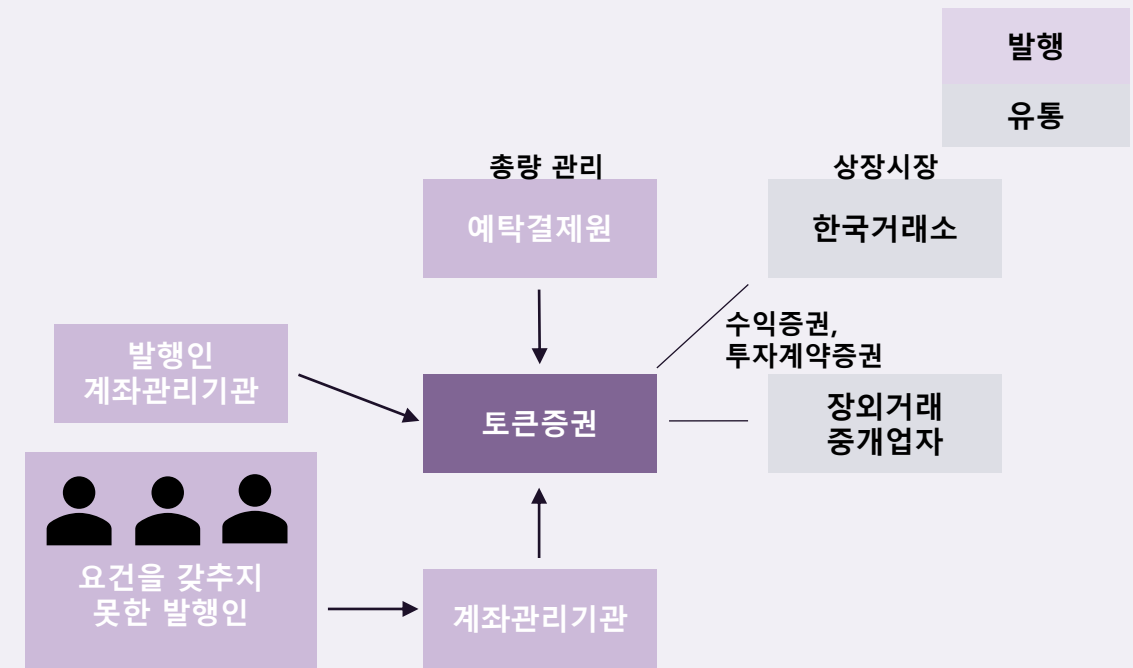 발행
유통
총량 관리
예탁결제원
상장시장
한국거래소
수익증권,
투자계약증권
발행인
계좌관리기관
토큰증권
장외거래
중개업자
요건을 갖추지
못한 발행인
계좌관리기관